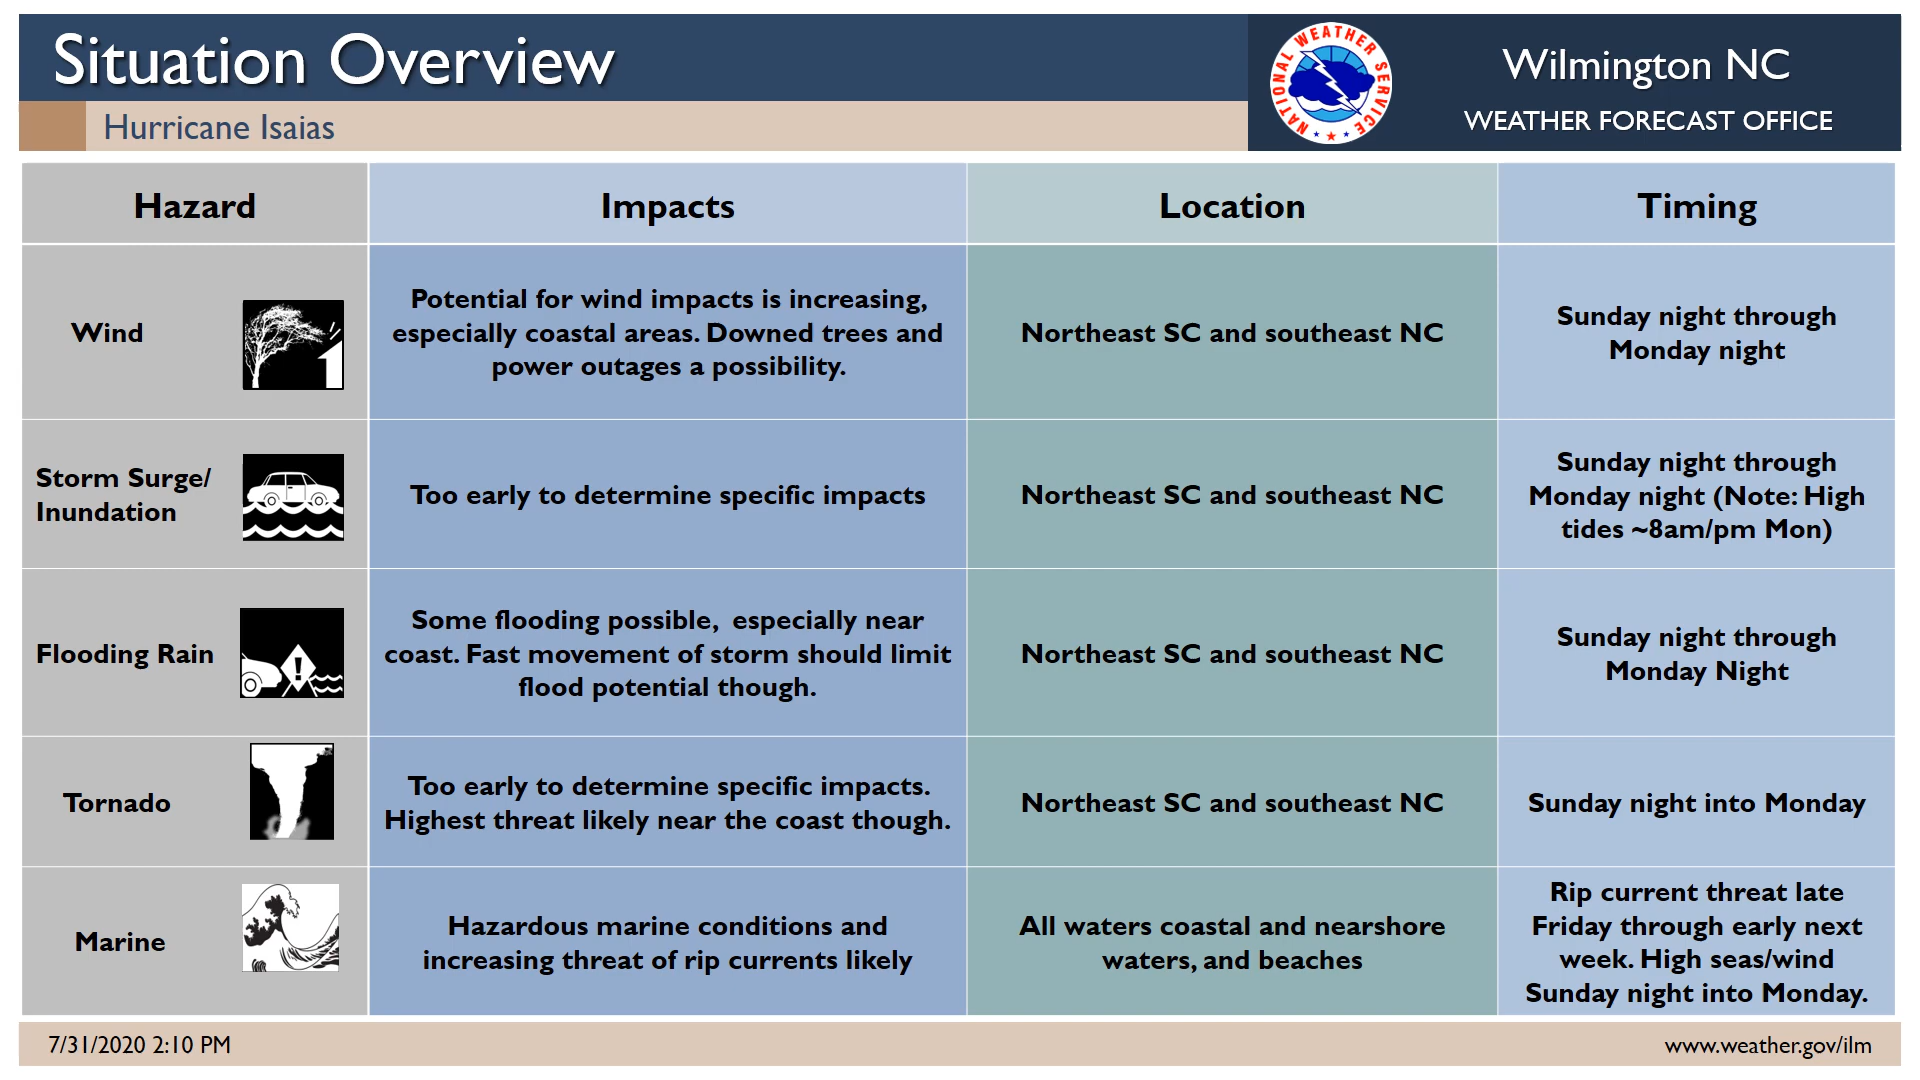 Situation Overview
Hurricane Isaias
NATIONAL WEATHER SERVICE
Wilmington NC
WEATHER FORECAST OFFICE
Hazard
Impacts
Location
Timing
Wind
Potential for wind impacts is increasing,
especially coastal areas. Downed trees and
power outages a possibility.
Northeast SC and southeast NC
Sunday night through
Monday night
Storm Surge/
Inundation
Too early to determine specific impacts
Northeast SC and southeast NC
Sunday night through
Monday night (Note: High
tides ~8am/pm Mon)
Flooding Rain
!
Some flooding possible,  especially near
coast. Fast movement of storm should limit
flood potential though.
Northeast SC and southeast NC
Sunday night through
Monday Night
Tornado
Too early to determine specific impacts.
Highest threat likely near the coast though.
Northeast SC and southeast NC
Sunday night into Monday
Marine
Hazardous marine conditions and
increasing threat of rip currents likely
All waters coastal and nearshore
waters, and beaches
Rip current threat late
Friday through early next
week. High seas/wind
Sunday night into Monday.
7/31/2020 2:10 PM
www.weather.gov/ilm